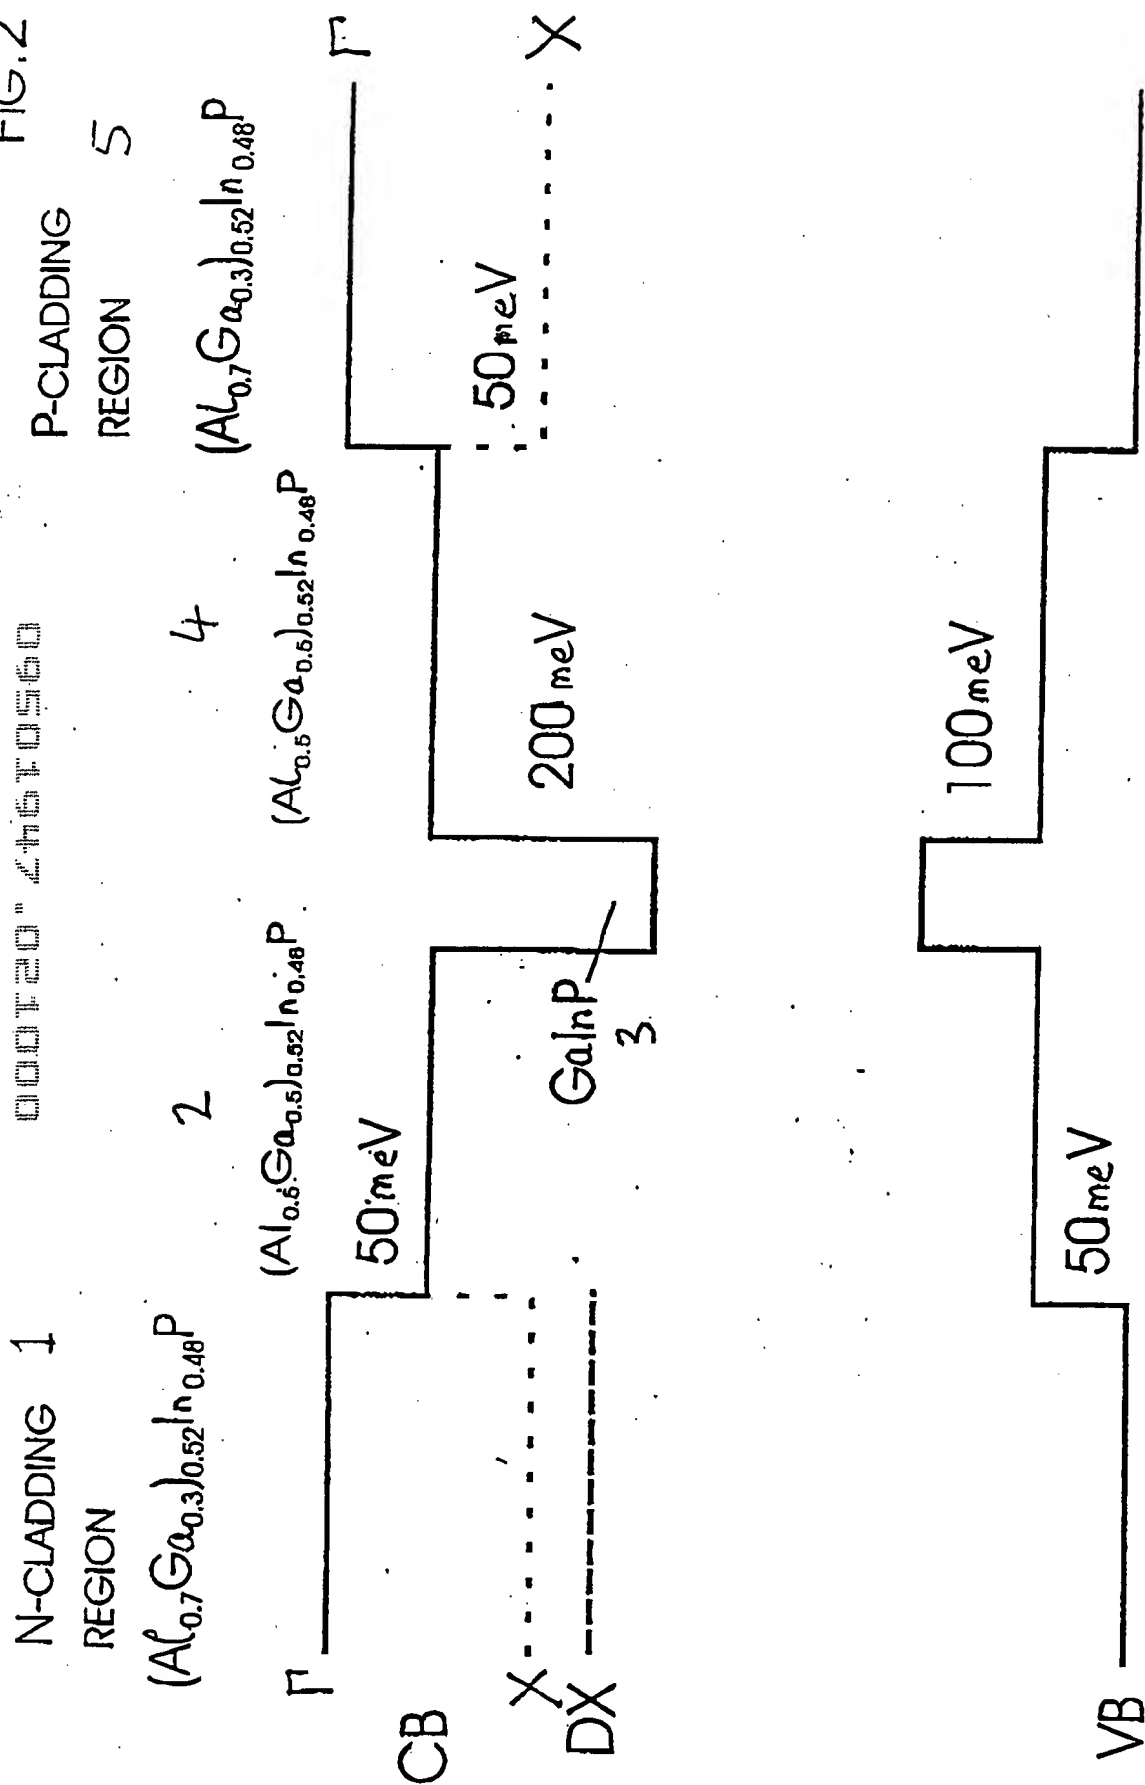 FIG.2
N-CLADDING 1
REGION
(Al0.7Ga0.3)0.52In0.48P
2
(Al0.5Ga0.5)0.52In0.48P
4
(Al0.5Ga0.5)0.52In0.48P
P-CLADDING
REGION 5
(Al0.7Ga0.3)0.52In0.48P
Γ
50meV
Γ
CB
50meV
200meV
X
X
DX
GaInP
3
100meV
50meV
VB